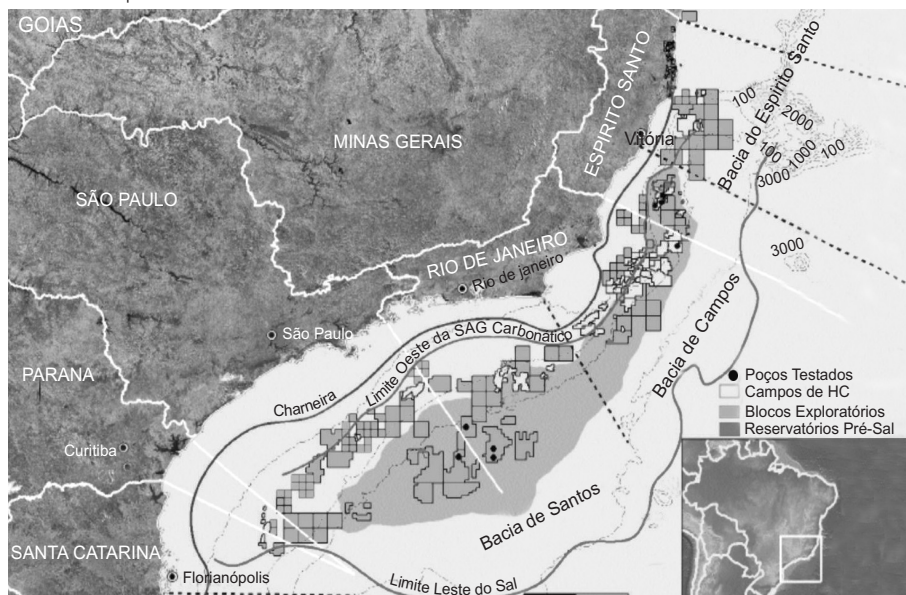 GOIAS
MINAS GERAIS
ESPIRITO SANTO
Vitória
100
2000
100
1000
100
3000
Bacia do Espirito Santo
SÃO PAULO
3000
RIO DE JANEIRO
Rio de janeiro
São Paulo
Limite Oeste da SAG Carbonático
Bacia de Campos
PARANA
Charneira
Poços Testados
Campos de HC
Blocos Exploratórios
Reservatórios Pré-Sal
Curitiba
Bacia de Santos
SANTA CATARINA
Florianópolis
Limite Leste do Sal